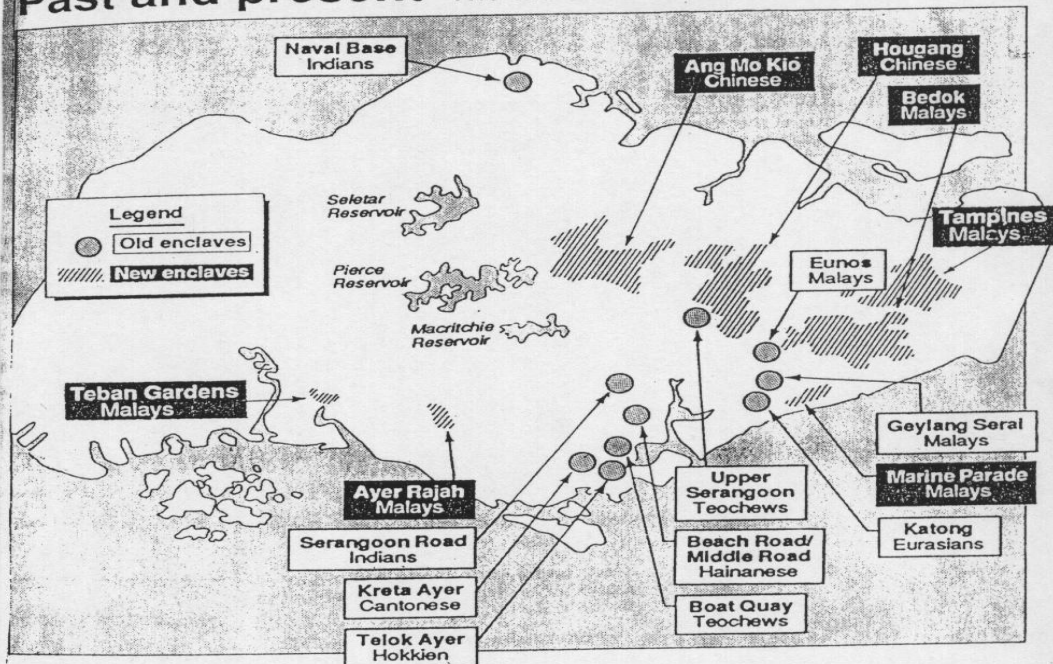 Past and present
Naval Base
Indians
Ang Mo Kio
Chinese
Hougang
Chinese
Bedok
Malays
Legend
Old enclaves
New enclaves
Seletar
Reservoir
Pierce
Reservoir
Macritchie
Reservoir
Tampines
Malays
Eunos
Malays
Teban Gardens
Malays
Ayer Rajah
Malays
Geylang Serai
Malays
Marine Parade
Malays
Katong
Eurasians
Upper
Serangoon
Teochews
Serangoon Road
Indians
Beach Road/
Middle Road
Hainanese
Kreta Ayer
Cantonese
Boat Quay
Teochews
Telok Ayer
Hokkien